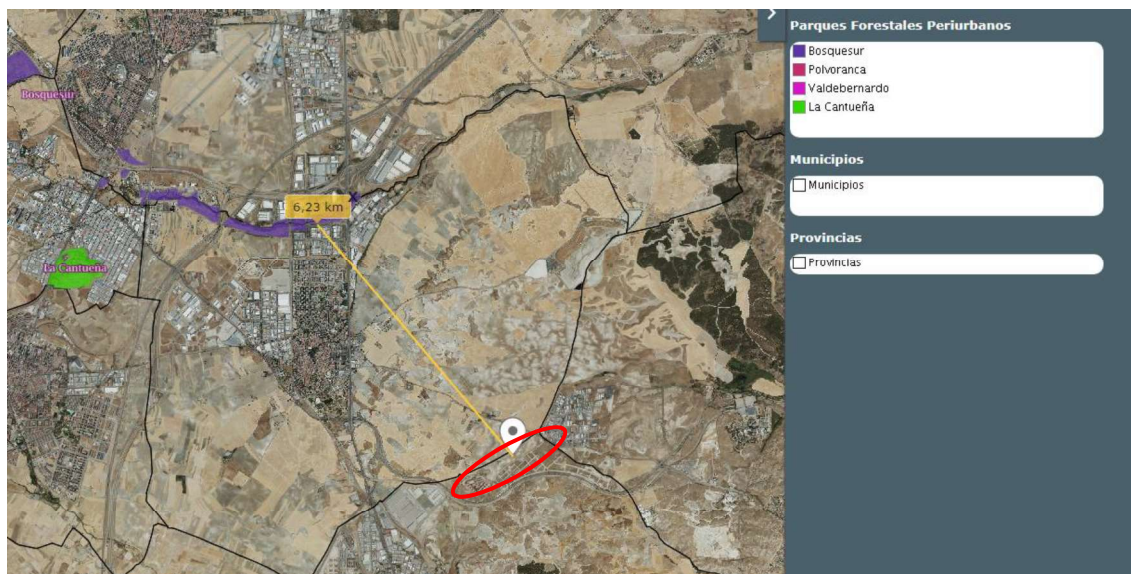 Bosquesur
6,23 km
La Cantueña
Parques Forestales Periurbanos
Bosquesur
Polvoranca
Valdebernardo
La Cantueña
Municipios
Municipios
Provincias
Provincias